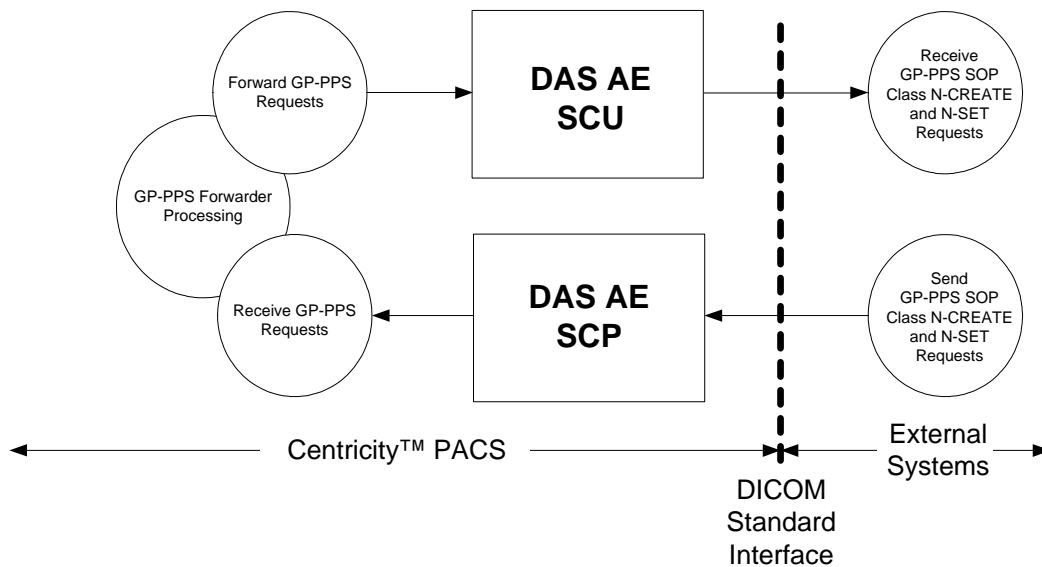 Forward GP-PPS
Requests
DAS AE
SCU
Receive
GP-PPS SOP
Class N-CREATE
and N-SET
Requests
GP-PPS Forwarder
Processing
Receive GP-PPS
Requests
DAS AE
SCP
Send
GP-PPS SOP
Class N-CREATE
and N-SET
Requests
Centricity™ PACS
External
Systems
DICOM
Standard
Interface